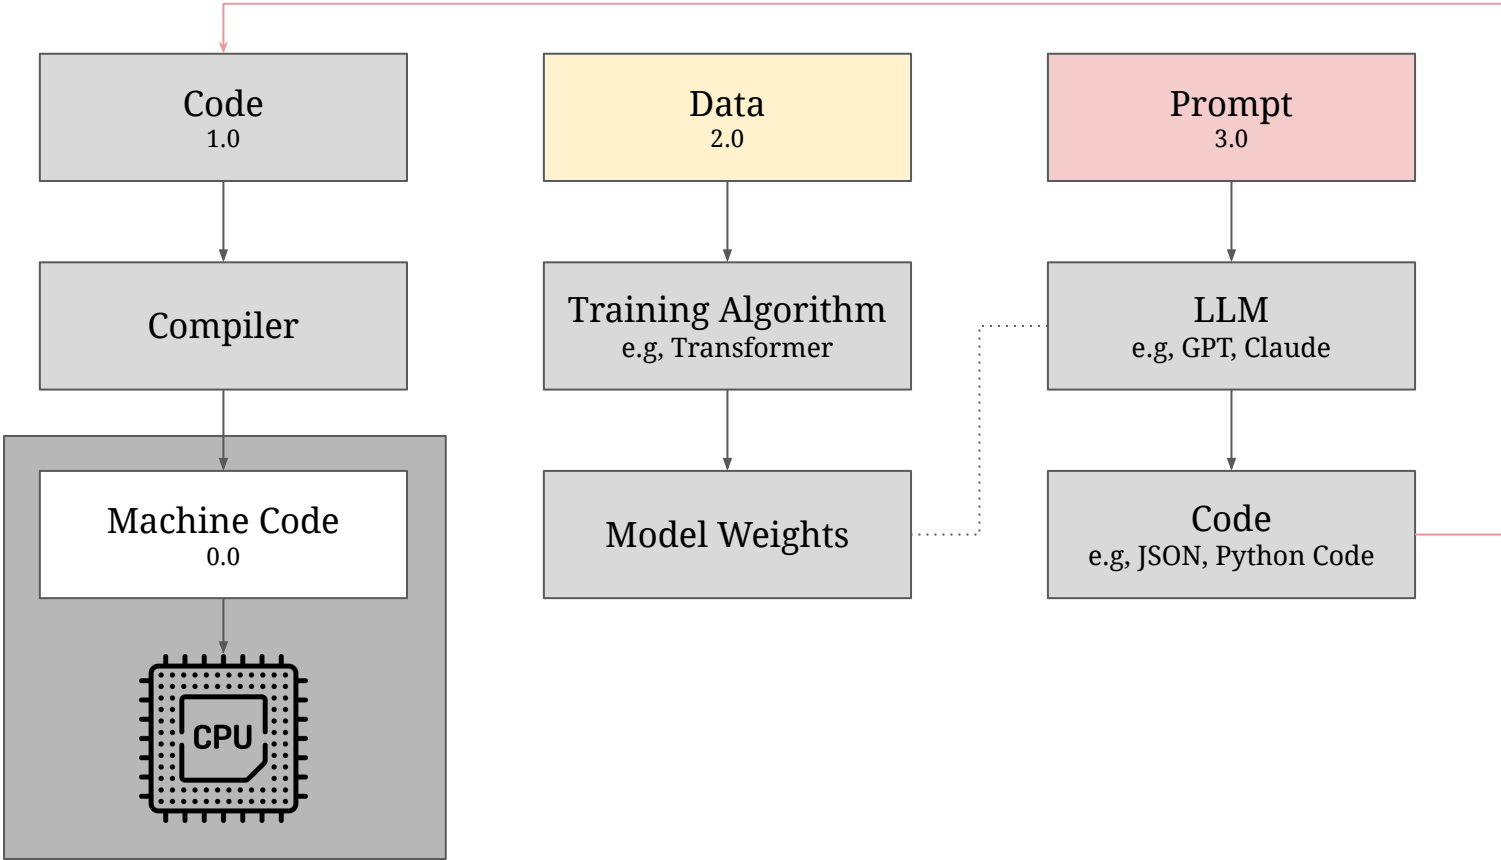 Code
1.0
Data
2.0
Prompt
3.0
Compiler
Training Algorithm
e.g, Transformer
LLM
e.g, GPT, Claude
Machine Code
0.0
Model Weights
Code
e.g, JSON, Python Code
CPU